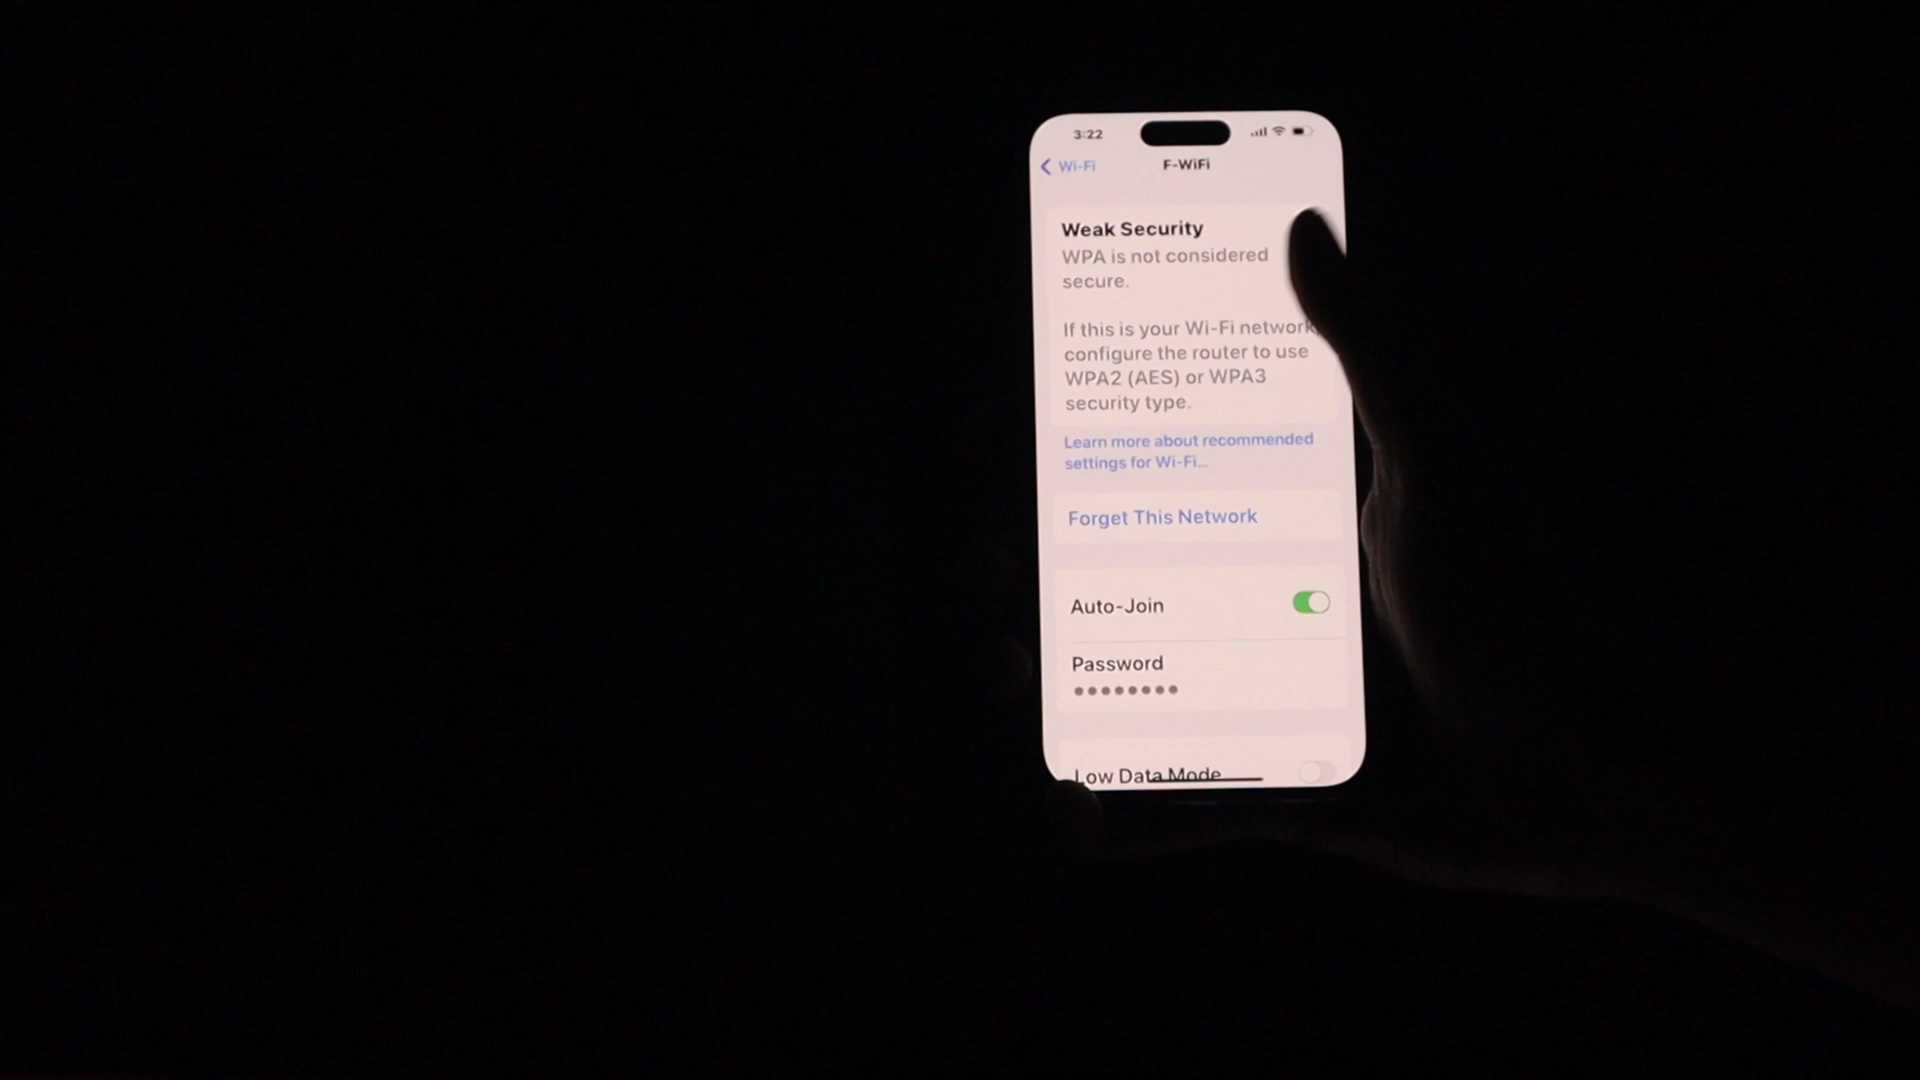 3:22
Wi-Fi
F-WiFi
Weak Security
WPA is not considered
secure.
If this is your Wi-Fi network,
configure the router to use
WPA2 (AES) or WPA3
security type.
Learn more about recommended
settings for Wi-Fi...
Forget This Network
Auto-Join
Password
Low Data Mode